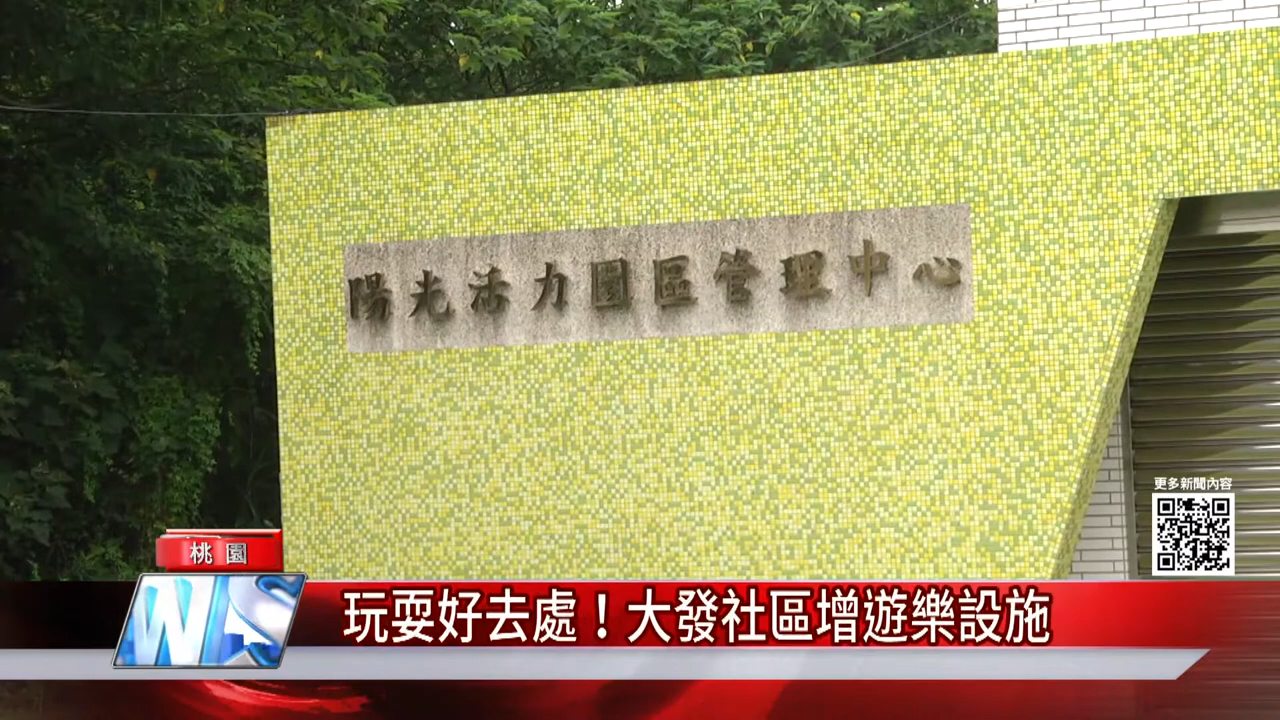 陽光活力園區管理中心
更多新聞內容
桃園
玩耍好去處！大發社區增遊樂設施